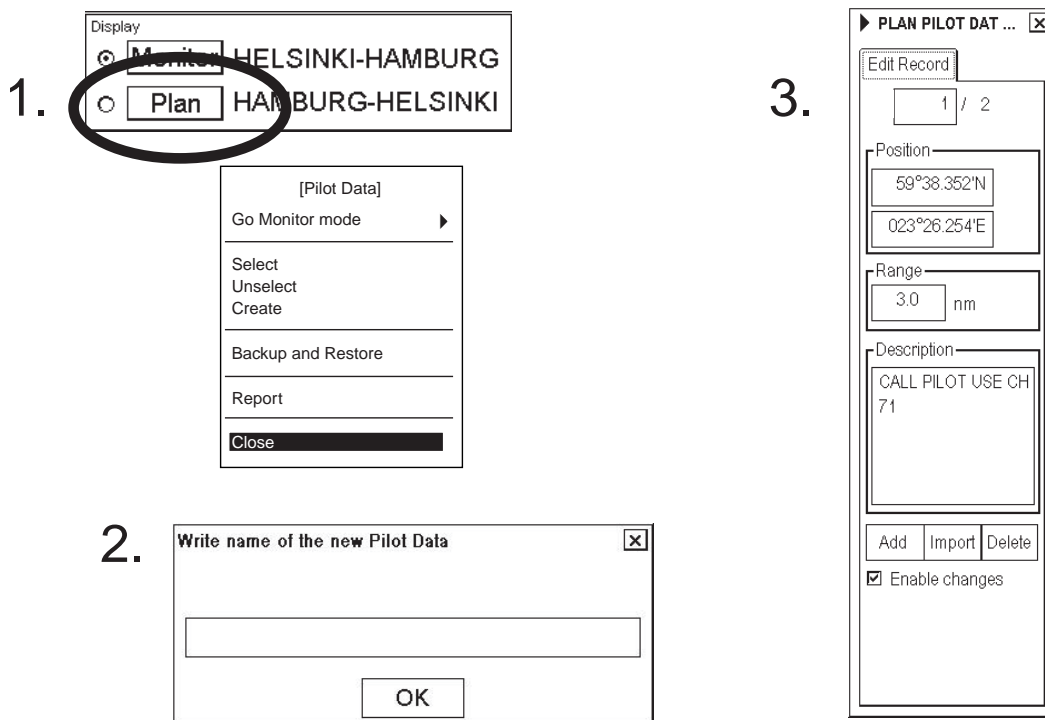 1.
Display
Monitor HELSINKI-HAMBURG
Plan HAMBURG-HELSINKI
[Pilot Data]
Go Monitor mode
Select
Unselect
Create
Backup and Restore
Report
Close
2.
Write name of the new Pilot Data
OK
3.
PLAN PILOT DAT ...
Edit Record
1 / 2
Position
59°38.352'N
023°26.254'E
Range
3.0 nm
Description
CALL PILOT USE CH
71
Add Import Delete
Enable changes